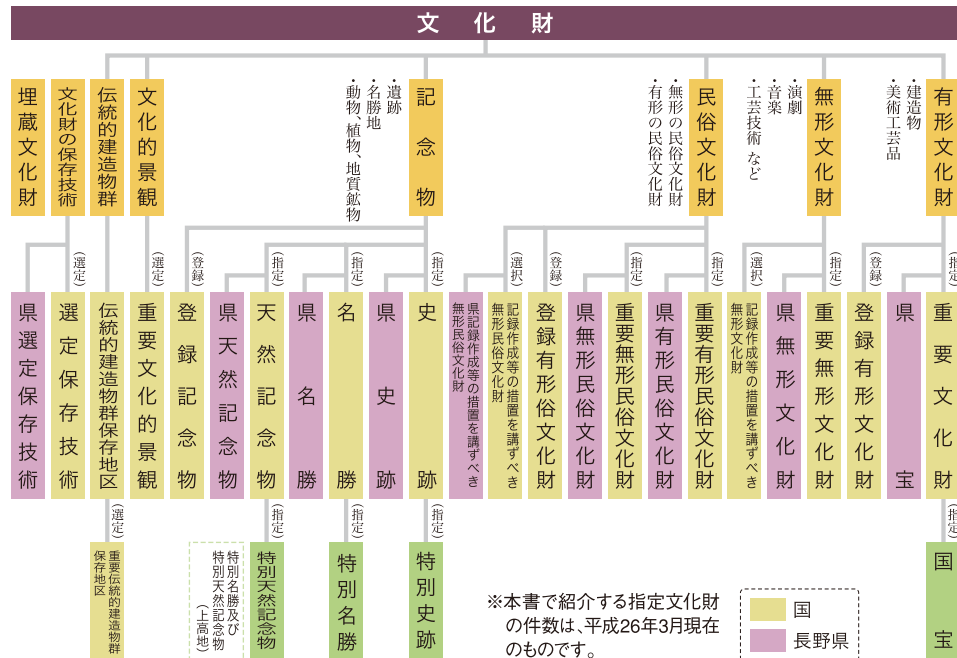 文化財
有形文化財
・建造物
・美術工芸品
無形文化財
・演劇
・音楽
・工芸技術 など
民俗文化財
・無形の民俗文化財
・有形の民俗文化財
記念物
・遺跡
・名勝地
・動物、植物、地質鉱物
文化的景観
伝統的建造物群
文化財の保存技術
埋蔵文化財
(指定)
(登録)
(指定)
(選択)
(指定)
(指定)
(登録)
(選択)
(指定)
(指定)
(指定)
(登録)
(選定)
(選定)
重要文化財
県宝
登録有形文化財
重要無形文化財
県無形文化財
記録作成等の措置を講ずべき
無形文化財
重要有形民俗文化財
県有形民俗文化財
重要無形民俗文化財
県無形民俗文化財
登録有形民俗文化財
記録作成等の措置を講ずべき
無形民俗文化財
県記録作成等の措置を講ずべき
無形民俗文化財
史跡
県史跡
名勝
県名勝
天然記念物
県天然記念物
登録記念物
重要文化的景観
伝統的建造物群保存地区
選定保存技術
県選定保存技術
(指定)
(指定)
(指定)
(指定)
(選定)
国宝
特別史跡
特別名勝
特別天然記念物
特別名勝及び
特別天然記念物
(上高地)
重要伝統的建造物群
保存地区
※本書で紹介する指定文化財
の件数は、平成26年3月現在
のものです。
国
長野県